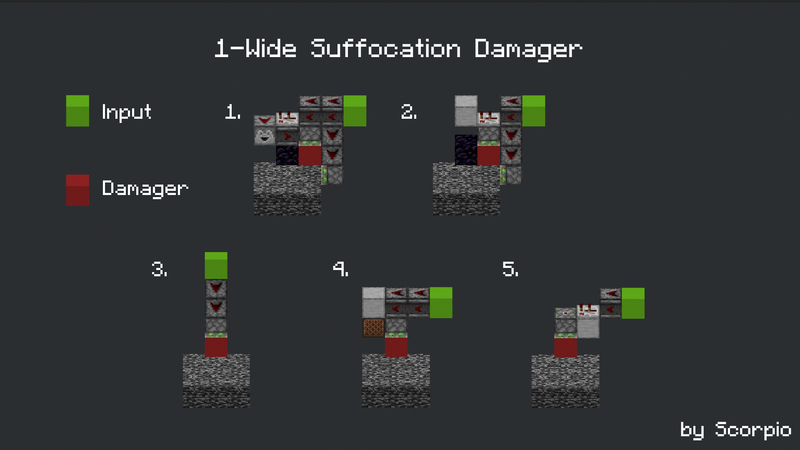 1-Wide Suffocation Damager
Input
1.
2.
Damager
3.
4.
5.
by Scorpio